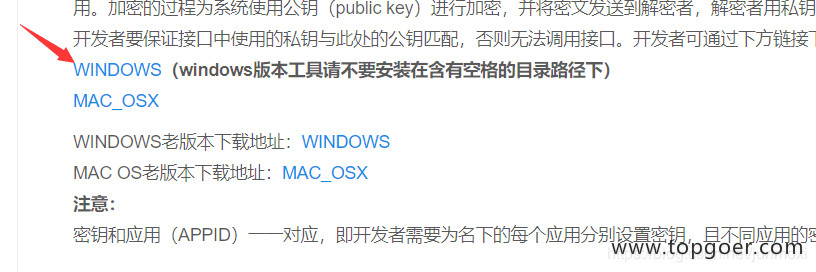 用。加密的过程为系统使用公钥（public key）进行加密，并将密文发送到解密者，解密者用私钥
开发者要保证接口中使用的私钥与此处的公钥匹配，否则无法调用接口。开发者可通过下方链接下
WINDOWS（windows版本工具请不要安装在含有空格的目录路径下）
MAC_OSX
WINDOWS老版本下载地址：WINDOWS
MAC OS老版本下载地址：MAC_OSX
注意：
密钥和应用（APPID）一一对应，即开发者需要为名下的每个应用分别设置密钥，且不同应用的密
www.topgoer.com